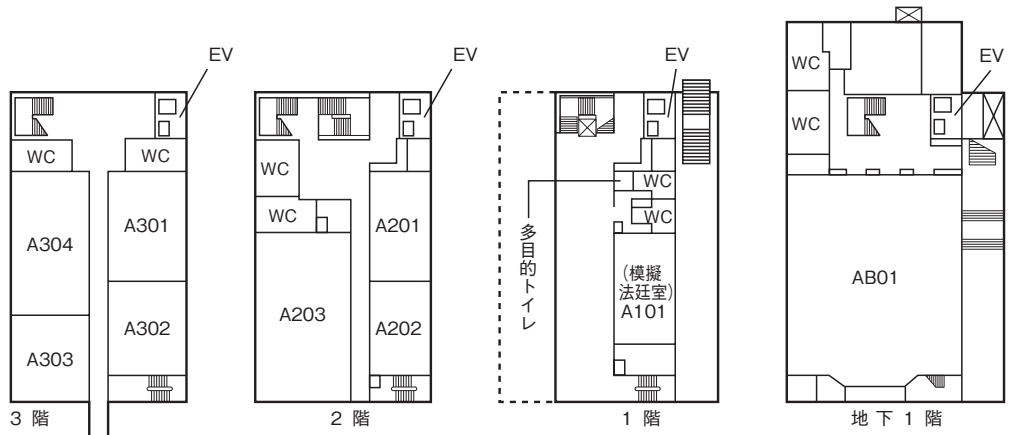 EV
WC
WC
A304
A301
A303
A302
3 階
EV
WC
WC
A201
A203
A202
2 階
EV
WC
WC
多目的トイレ
（模擬
法廷室）
A101
1 階
EV
WC
WC
AB01
地 下 1 階